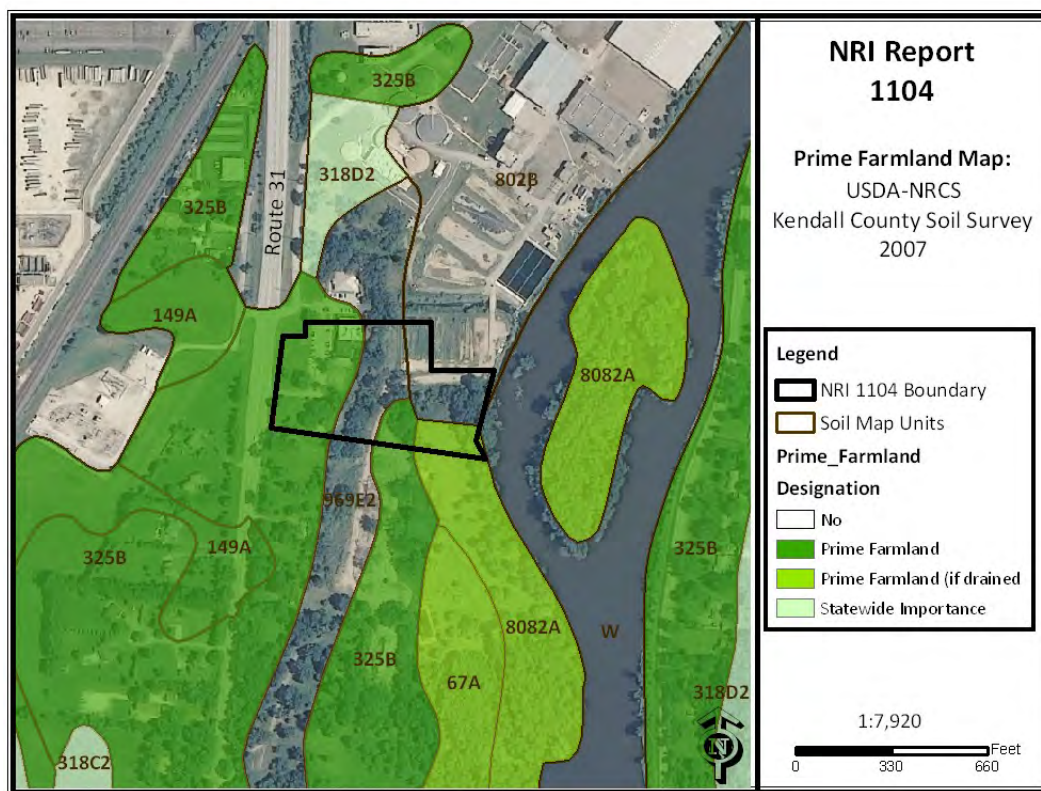 325B
318D2
802B
325B
Route 31
149A
8082A
969E2
149A
325B
325B
325B
8082A
W
67A
318D2
318C2
N
NRI Report
1104
Prime Farmland Map:
USDA-NRCS
Kendall County Soil Survey
2007
Legend
NRI 1104 Boundary
Soil Map Units
Prime_Farmland
Designation
No
Prime Farmland
Prime Farmland (if drained
Statewide Importance
1:7,920
Feet
0 330 660